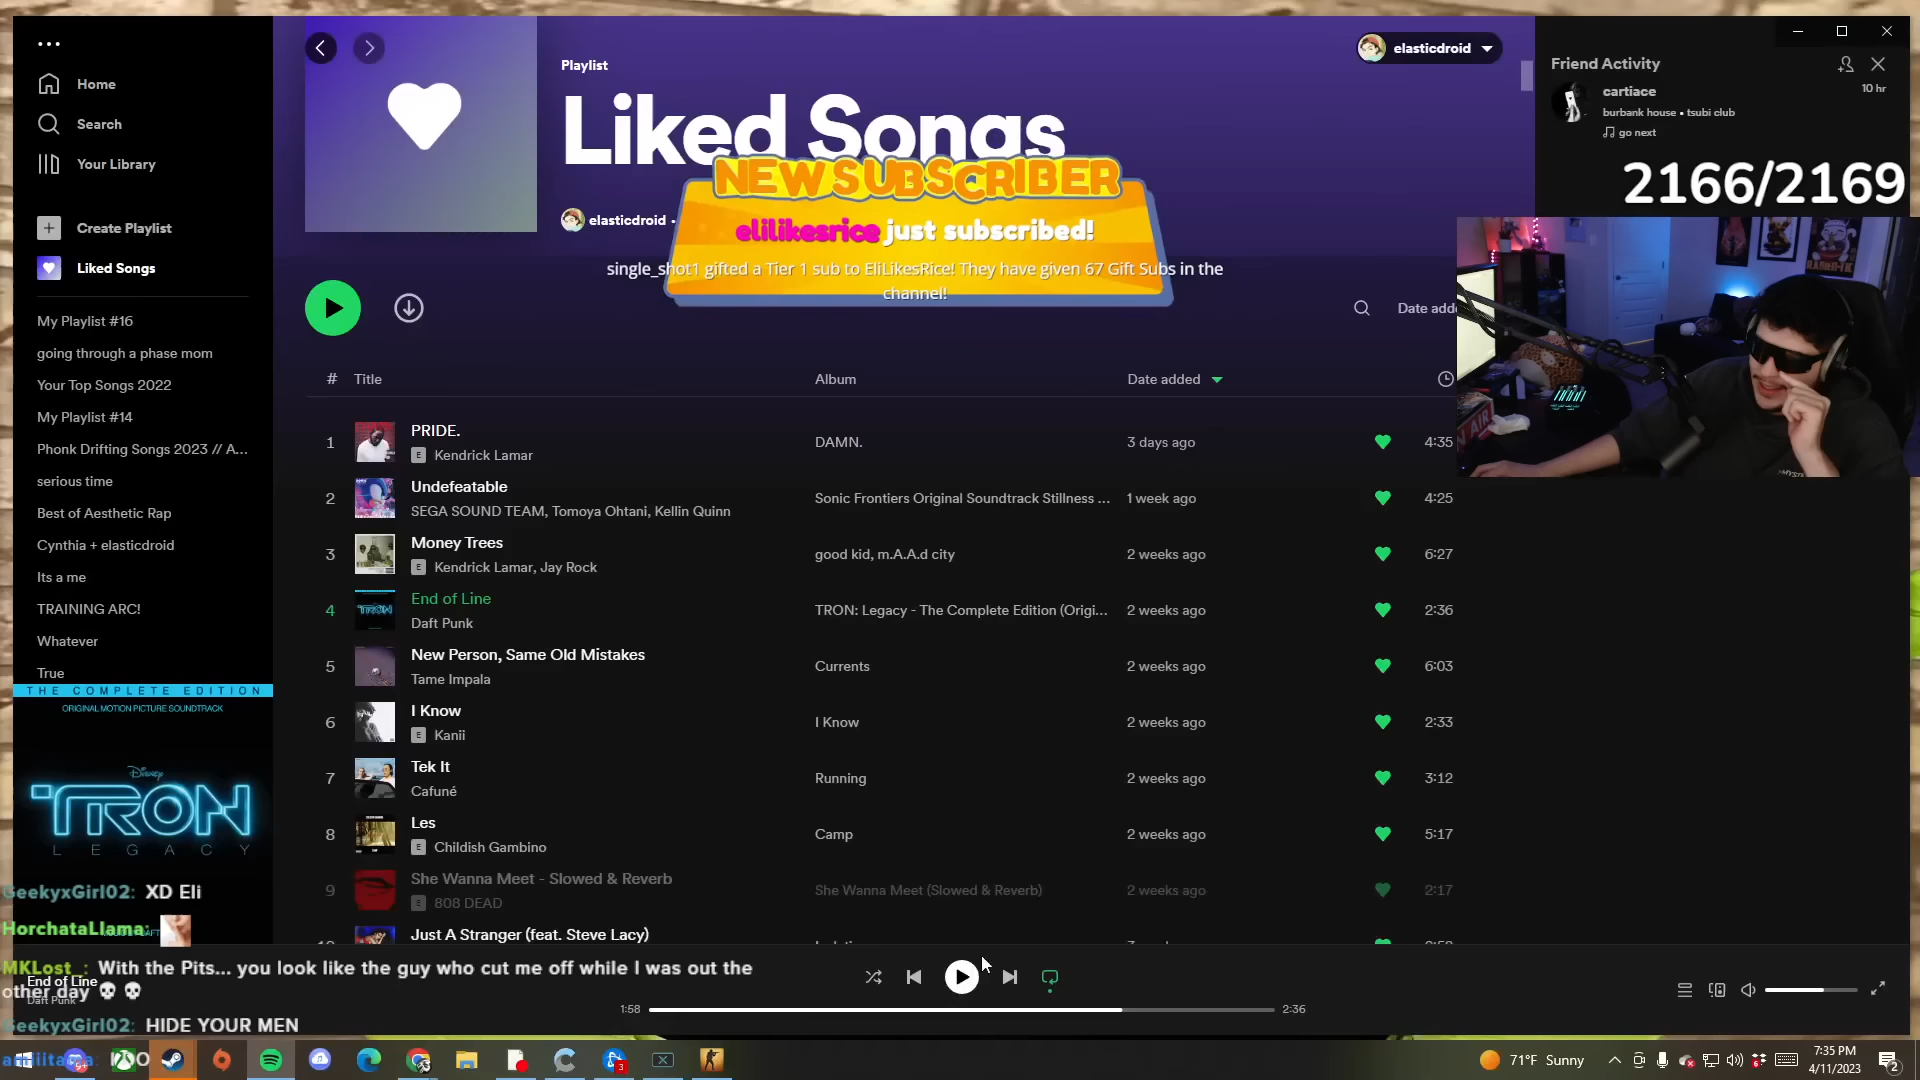 Home
Search
Your Library
Create Playlist
Liked Songs
My Playlist #16
going through a phase mom
Your Top Songs 2022
My Playlist #14
Phonk Drifting Songs 2023 // A...
serious time
Best of Aesthetic Rap
Cynthia + elasticdroid
Its a me
TRAINING ARC!
Whatever
True
THE COMPLETE EDITION
ORIGINAL MOTION PICTURE SOUNDTRACK
Disney
TRON
LEGACY
Playlist
Liked Songs
elasticdroid •
elasticdroid
NEW SUBSCRIBER
elilikesrice just subscribed!
single_shot1 gifted a Tier 1 sub to EliLikesRice! They have given 67 Gift Subs in the
channel!
Friend Activity
cartiace
10 hr
burbank house • tsubi club
go next
2166/2169
Date adde
# Title Album Date added
1 PRIDE. DAMN. 3 days ago 4:35
E Kendrick Lamar
2 Undefeatable Sonic Frontiers Original Soundtrack Stillness ... 1 week ago 4:25
SEGA SOUND TEAM, Tomoya Ohtani, Kellin Quinn
3 Money Trees good kid, m.A.A.d city 2 weeks ago 6:27
E Kendrick Lamar, Jay Rock
4 End of Line TRON: Legacy - The Complete Edition (Origi... 2 weeks ago 2:36
Daft Punk
5 New Person, Same Old Mistakes Currents 2 weeks ago 6:03
Tame Impala
6 I Know I Know 2 weeks ago 2:33
E Kanii
7 Tek It Running 2 weeks ago 3:12
Cafuné
8 Les Camp 2 weeks ago 5:17
E Childish Gambino
9 She Wanna Meet - Slowed & Reverb She Wanna Meet (Slowed & Reverb) 2 weeks ago 2:17
E 808 DEAD
Just A Stranger (feat. Steve Lacy)
GeekyxGirl02: XD Eli
HorchataLlama:
MKLost_: With the Pits... you look like the guy who cut me off while I was out the
other day
End of Line
Daft Punk
GeekyxGirl02: HIDE YOUR MEN
1:58
2:36
71°F Sunny
7:35 PM
4/11/2023